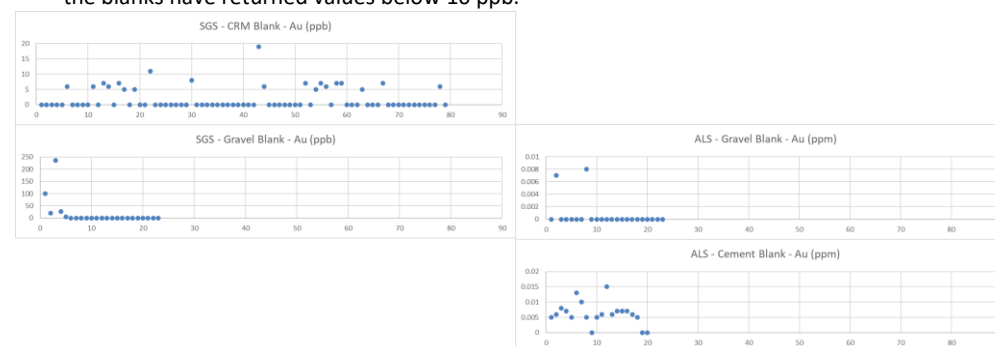 the blanks have returned values below 10 ppb.
SGS - CRM Blank - Au (ppb)
20
15
10
5
0
0 10 20 30 40 50 60 70 80 90
SGS - Gravel Blank - Au (ppb)
250
200
150
100
50
0
0 10 20 30 40 50 60 70 80 90
ALS - Gravel Blank - Au (ppm)
0.01
0.008
0.006
0.004
0.002
0
0 10 20 30 40 50 60 70 80
ALS - Cement Blank - Au (ppm)
0.02
0.015
0.01
0.005
0
0 10 20 30 40 50 60 70 80